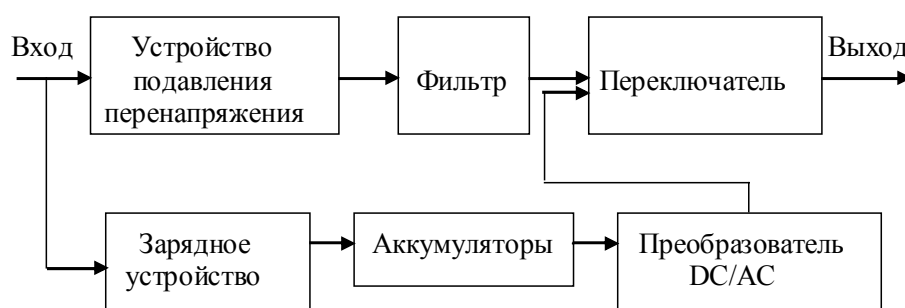 Вход
Устройство
подавления
перенапряжения
Фильтр
Переключатель
Выход
Зарядное
устройство
Аккумуляторы
Преобразователь
DC/AC